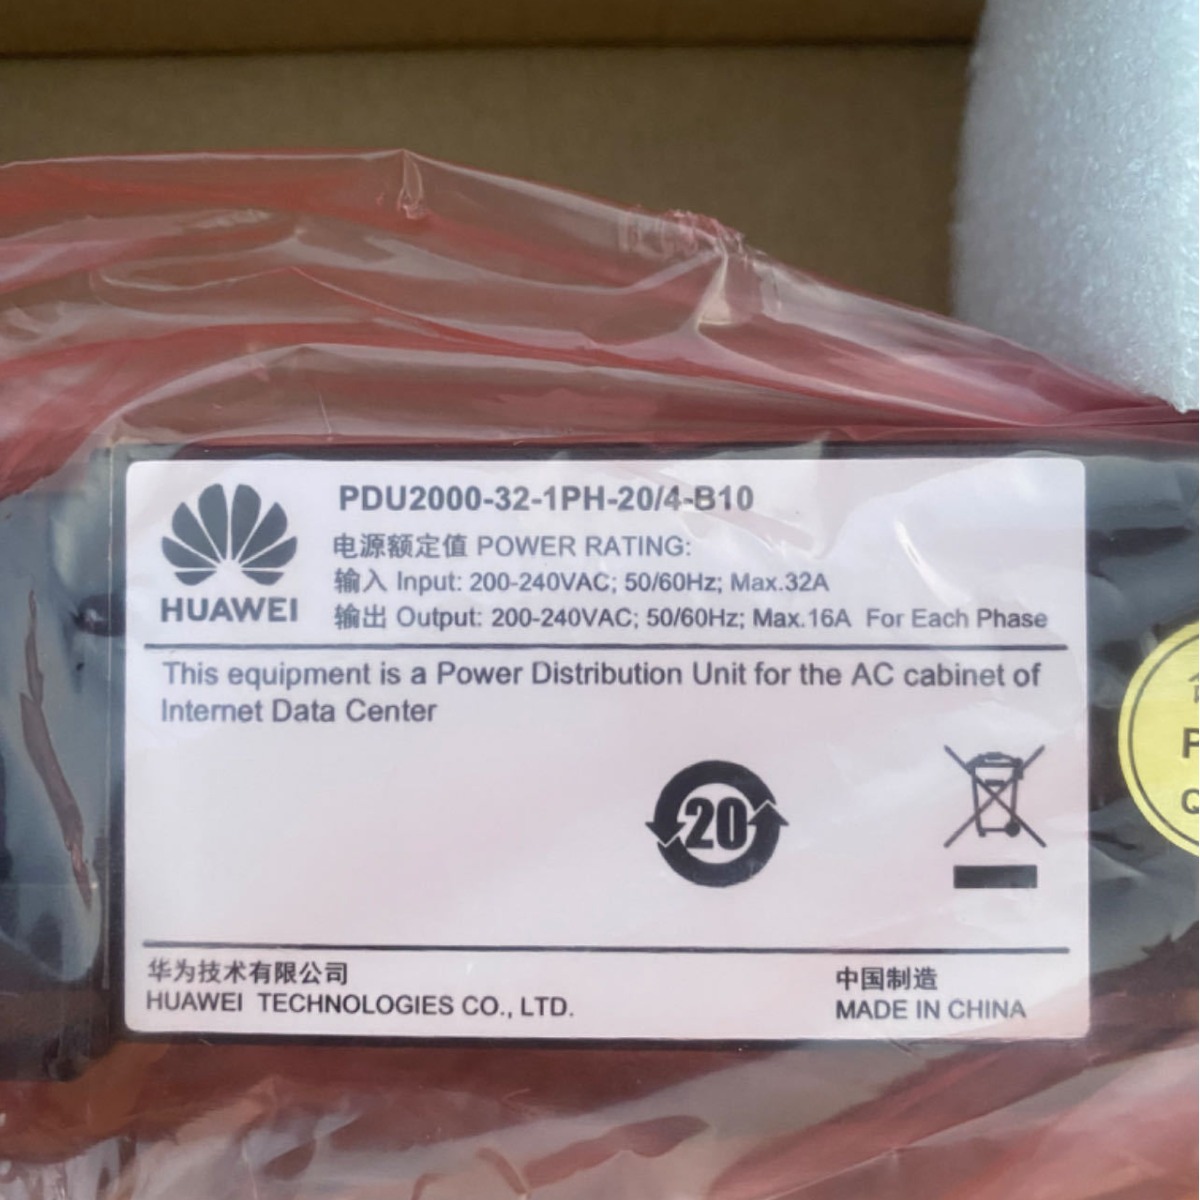 HUAWEI
PDU2000-32-1PH-20/4-B10
电源额定值 POWER RATING:
输入 Input: 200-240VAC; 50/60Hz; Max.32A
输出 Output: 200-240VAC; 50/60Hz; Max.16A For Each Phase
This equipment is a Power Distribution Unit for the AC cabinet of
Internet Data Center
20
华为技术有限公司
HUAWEI TECHNOLOGIES CO., LTD.
中国制造
MADE IN CHINA